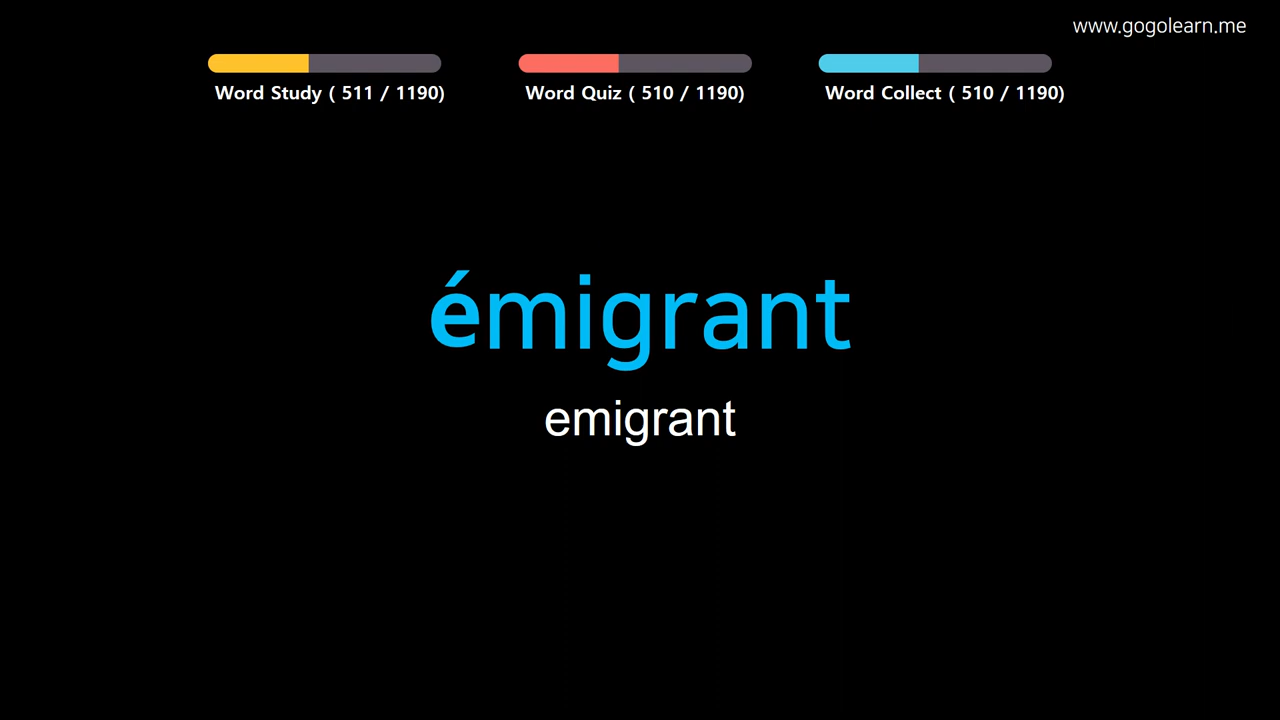 www.gogolearn.me
Word Study ( 511 / 1190)
Word Quiz ( 510 / 1190)
Word Collect ( 510 / 1190)
émigrant
emigrant